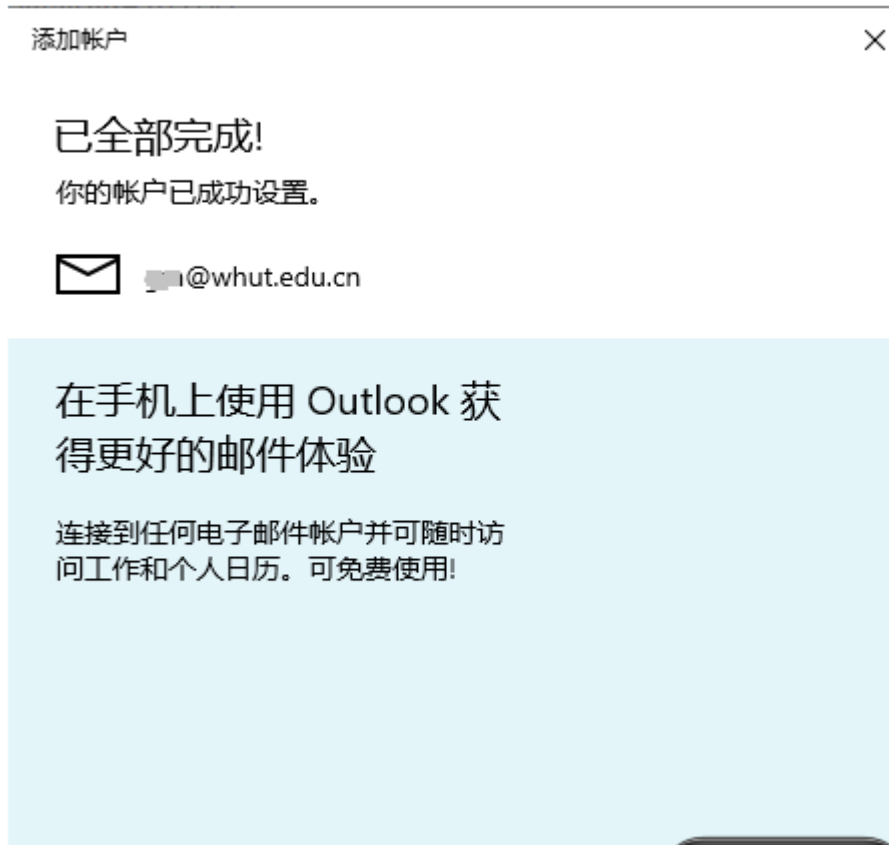 添加帐户
已全部完成!
你的帐户已成功设置。
@whut.edu.cn
在手机上使用 Outlook 获
得更好的邮件体验
连接到任何电子邮件帐户并可随时访
问工作和个人日历。可免费使用!